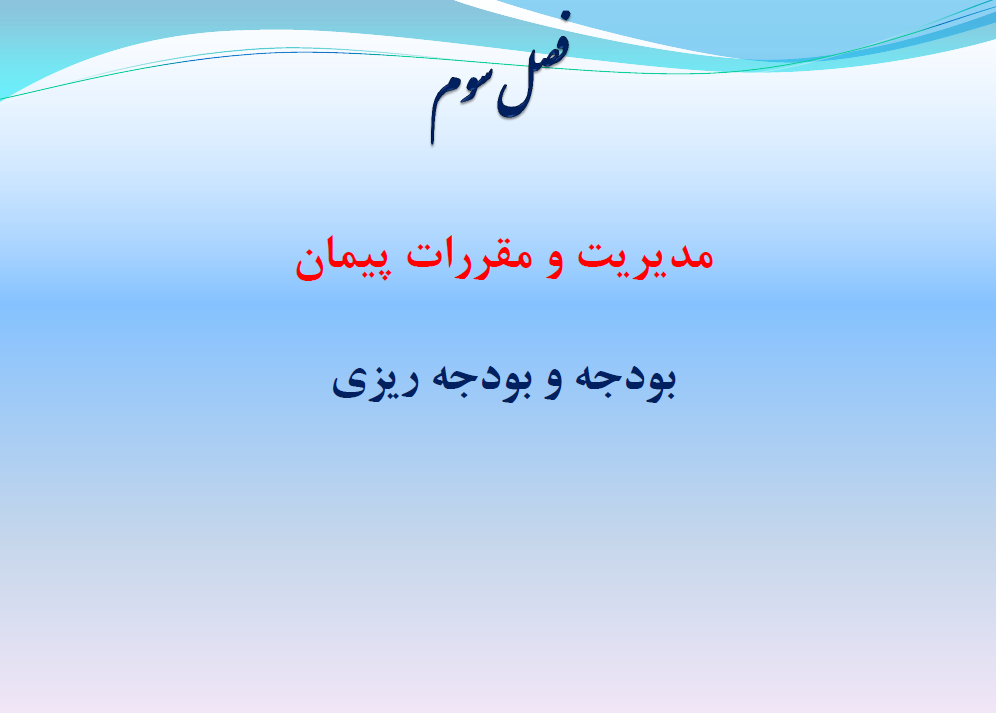 فصل سوم
مدیریت و مقررات پیمان
بودجه و بودجه ریزی